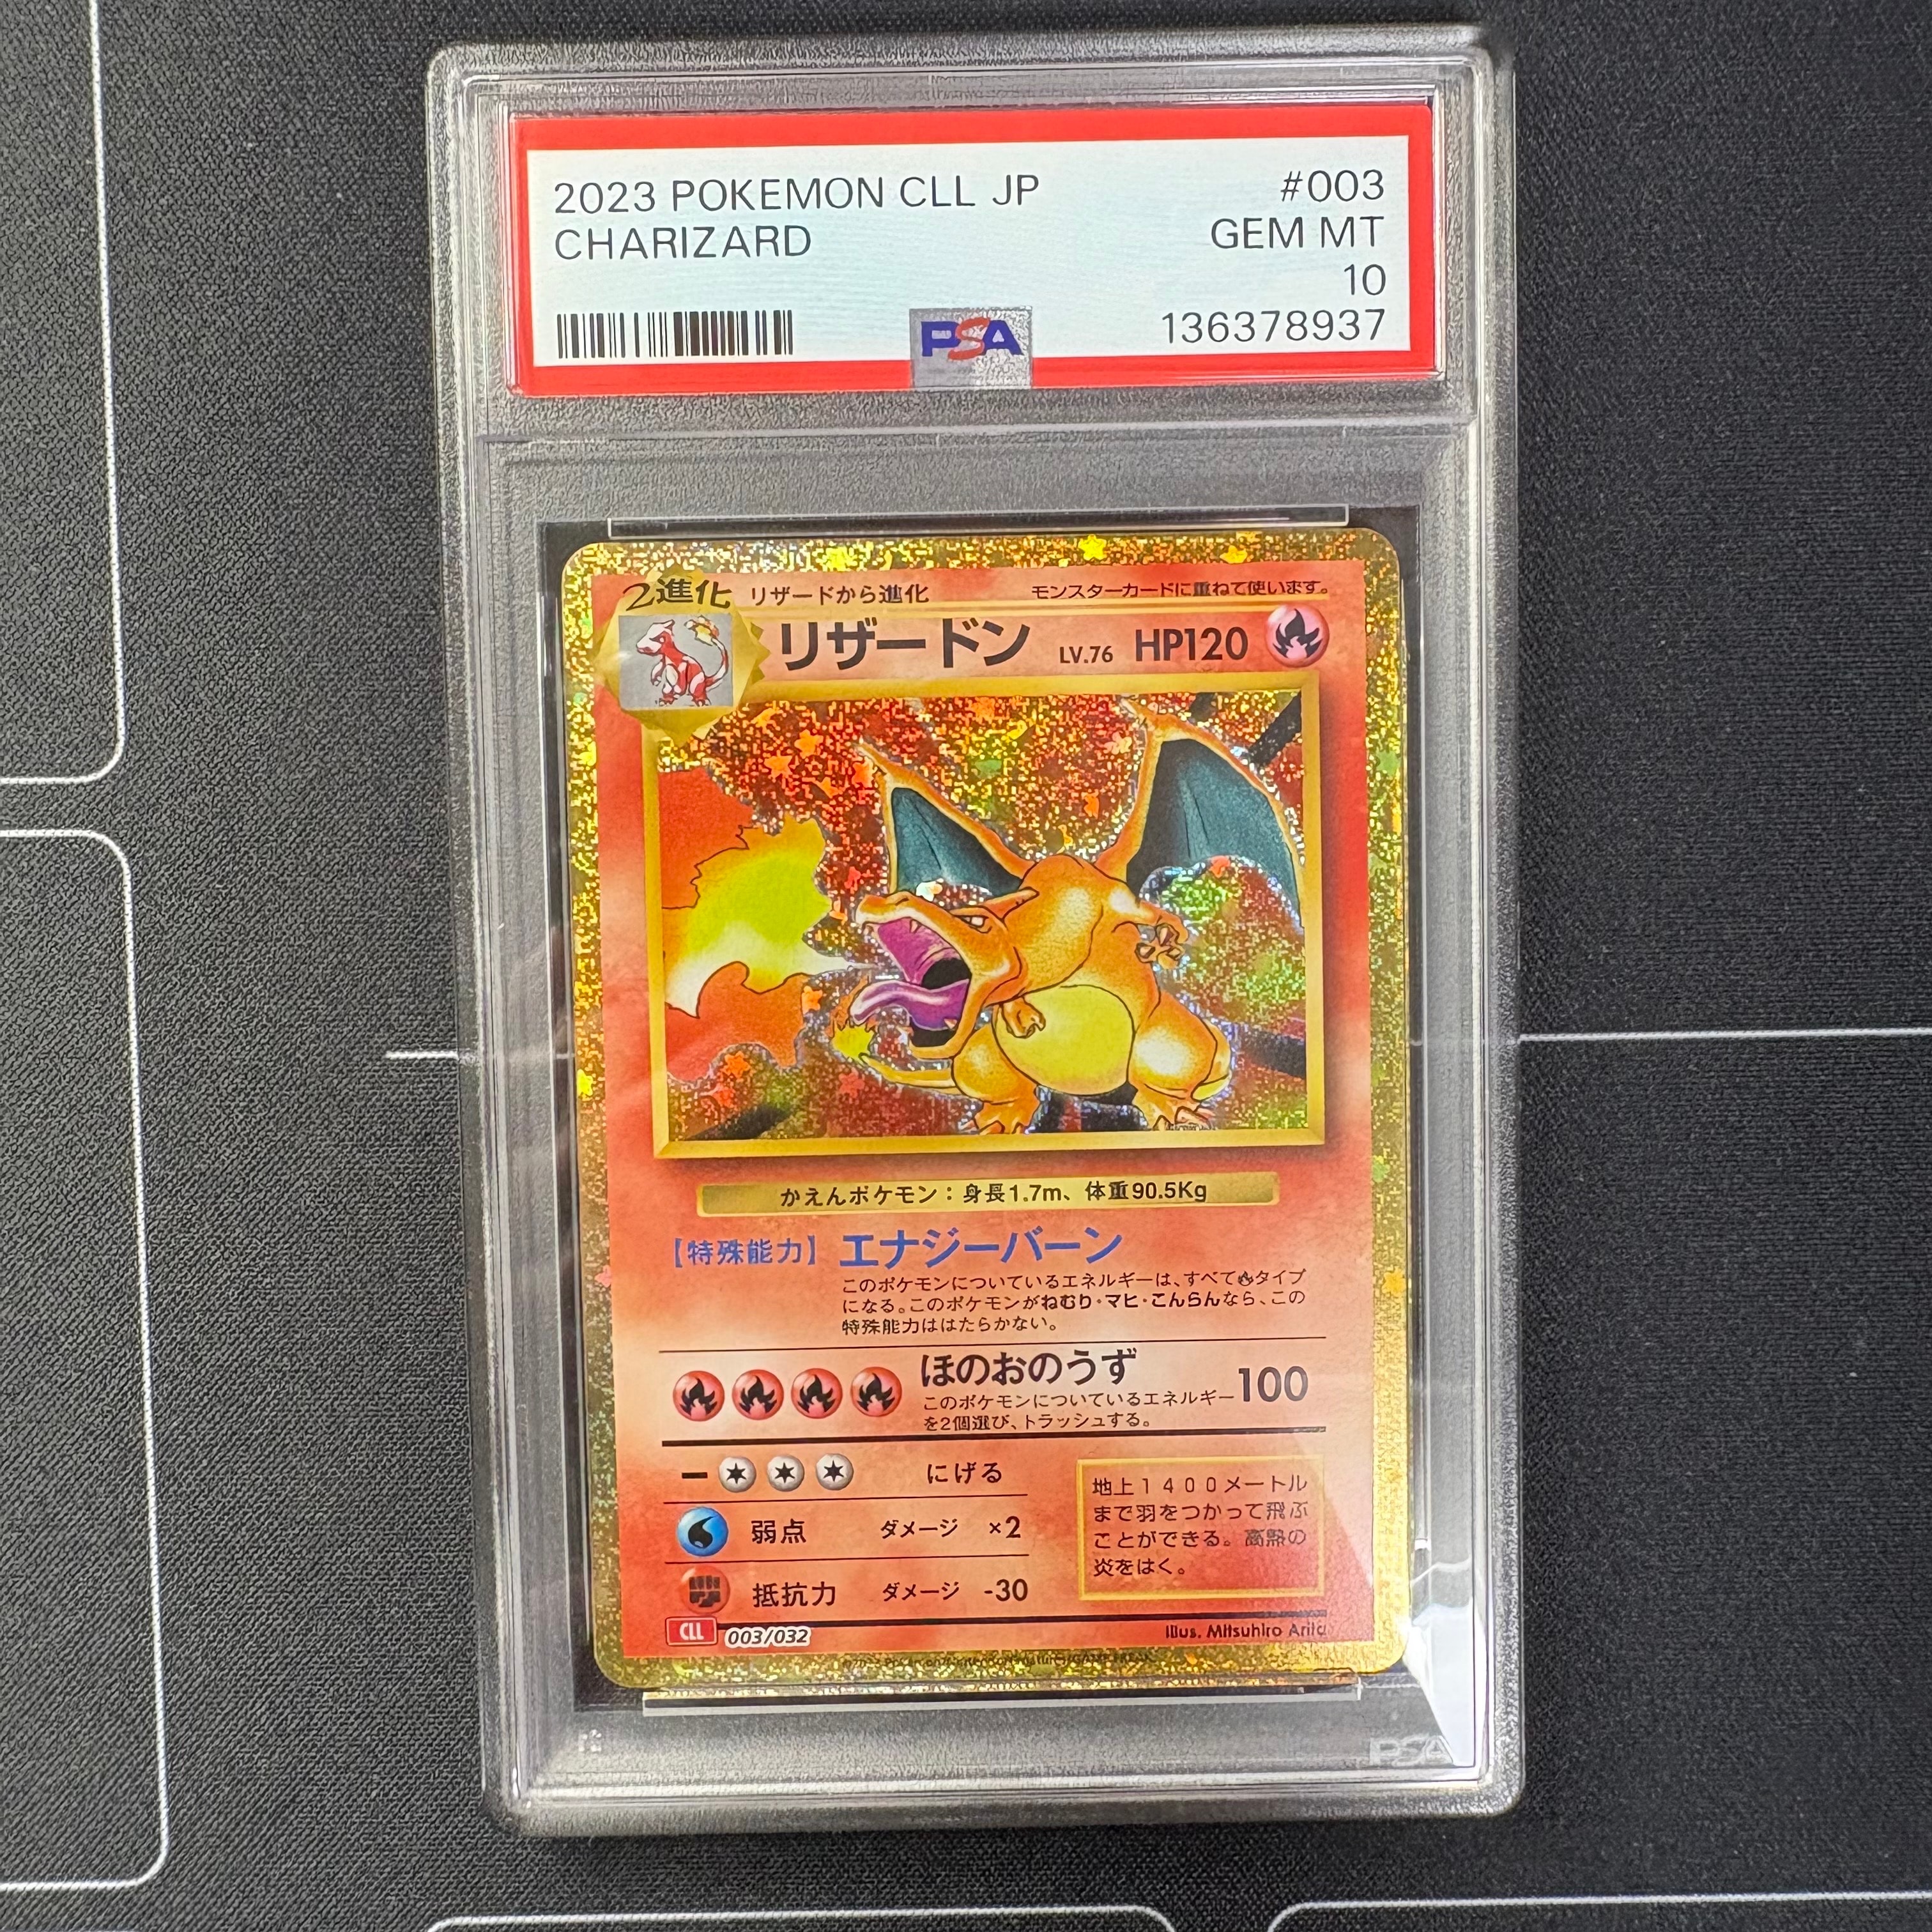 2023 POKEMON CLL JP #003
CHARIZARD GEM MT
10
PSA 136378937
2進化 リザードから進化 モンスターカードに重ねて使います。
リザードン LV.76 HP120
かえんポケモン：身長1.7m、体重90.5Kg
【特殊能力】 エナジーバーン
このポケモンについているエネルギーは、すべてタイプ
になる。このポケモンがねむり・マヒ・こんらんなら、この
特殊能力ははたらかない。
ほのおのうず 100
このポケモンについているエネルギー
を2個選び、トラッシュする。
にげる
弱点 ダメージ ×2
抵抗力 ダメージ -30
地上1400メートル
まで羽をつかって飛ぶ
ことができる。高熱の
炎をはく。
CLL 003/032 Illus. Mitsuhiro Arita
PSA